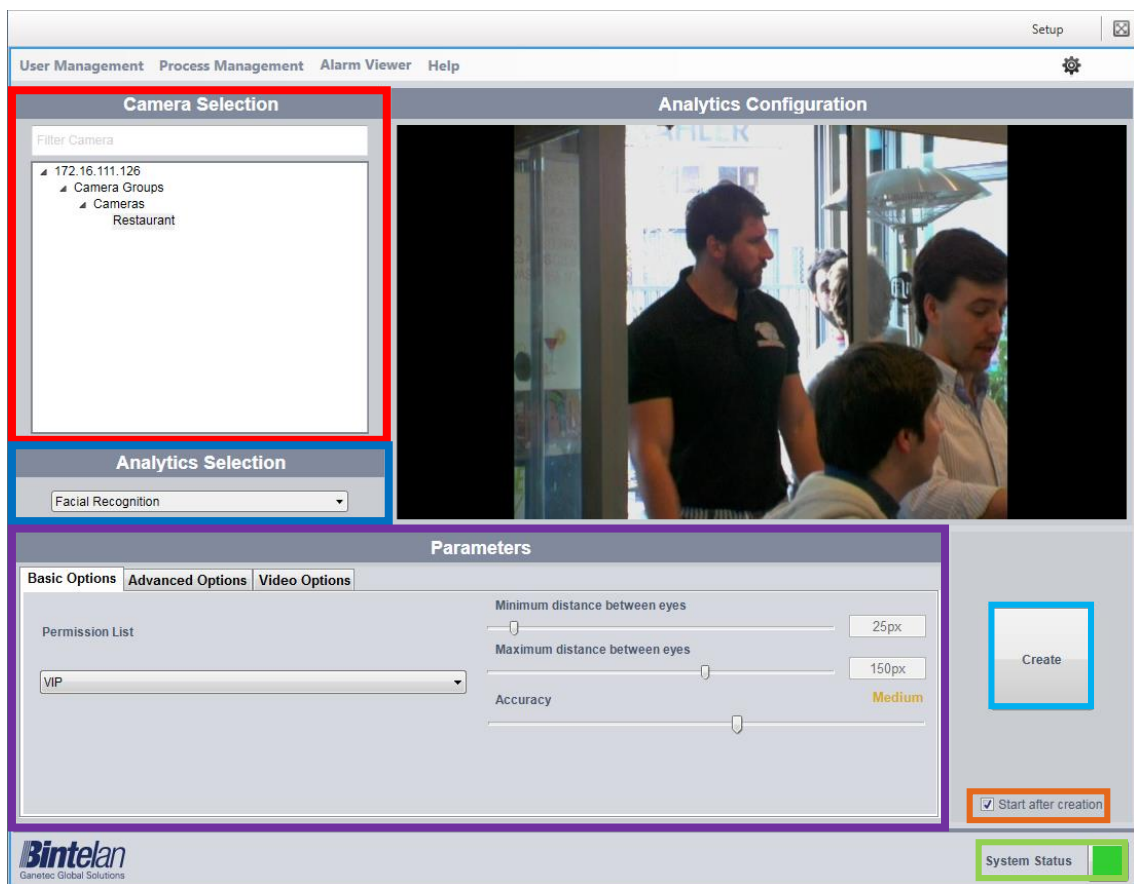 Setup
User Management Process Management Alarm Viewer Help
Camera Selection
Analytics Configuration
Filter Camera
172.16.111.126
Camera Groups
Cameras
Restaurant
Analytics Selection
Facial Recognition
Parameters
Basic Options Advanced Options Video Options
Permission List
VIP
Minimum distance between eyes
25px
Maximum distance between eyes
150px
Accuracy
Medium
Create
Start after creation
Bintelan
Ganetec Global Solutions
System Status